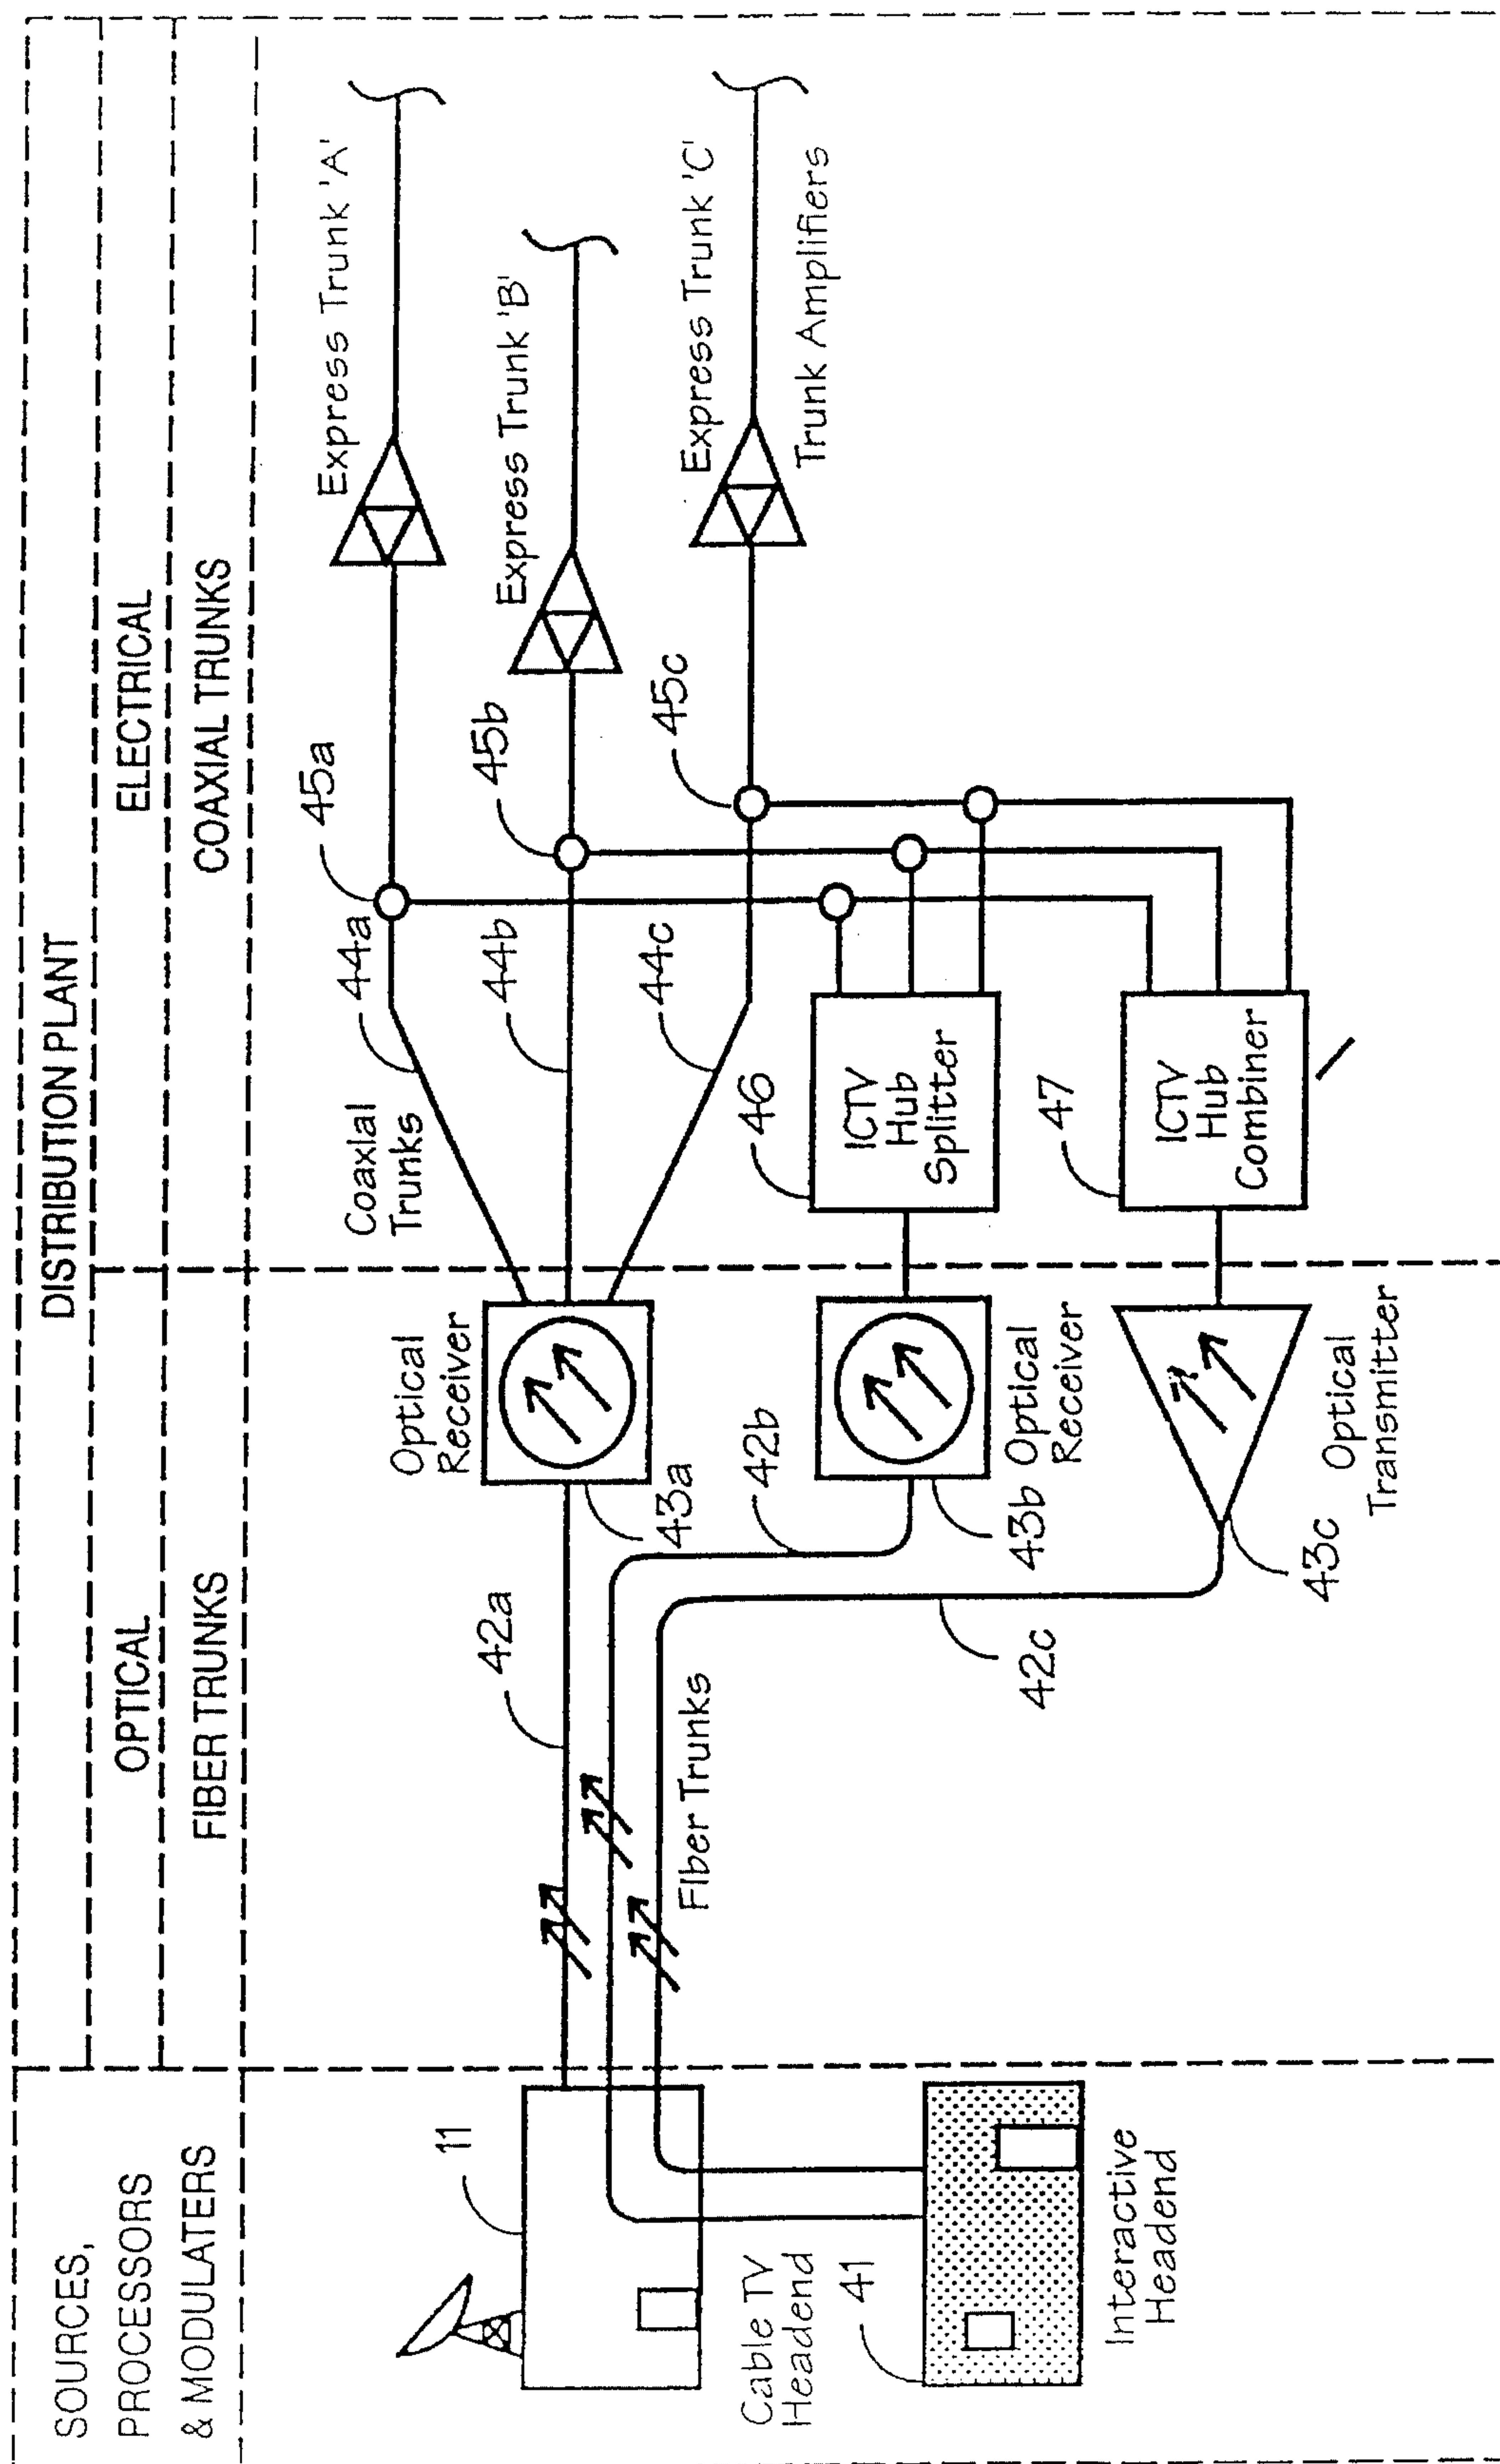 DISTRIBUTION PLANT
SOURCES,
PROCESSORS
& MODULATERS
OPTICAL
ELECTRICAL
FIBER TRUNKS
COAXIAL TRUNKS
11
Cable TV
Headend
41
Interactive
Headend
42a
Fiber Trunks
42b
42c
Optical
Receiver
43a
43b
Optical
Receiver
43c
Optical
Transmitter
Coaxial
Trunks
44a
44b
44c
45a
45b
45c
46
ICTV
Hub
Splitter
47
ICTV
Hub
Combiner
Express Trunk 'A'
Express Trunk 'B'
Express Trunk 'C'
Trunk Amplifiers